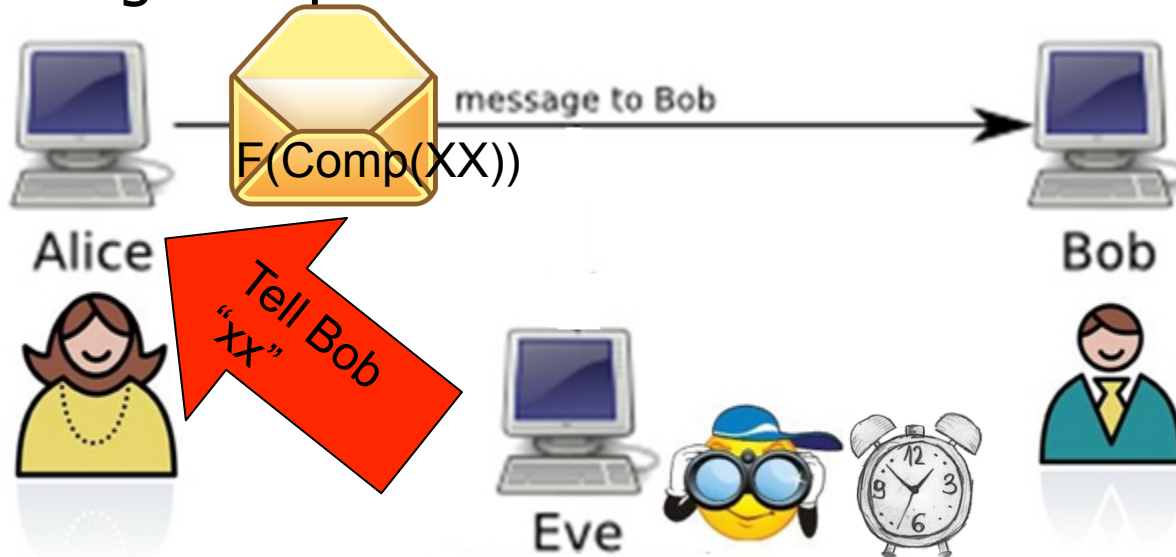 message to Bob
F(Comp(XX))
Alice
Bob
Tell Bob
“xx”
12
3
9
6
Eve